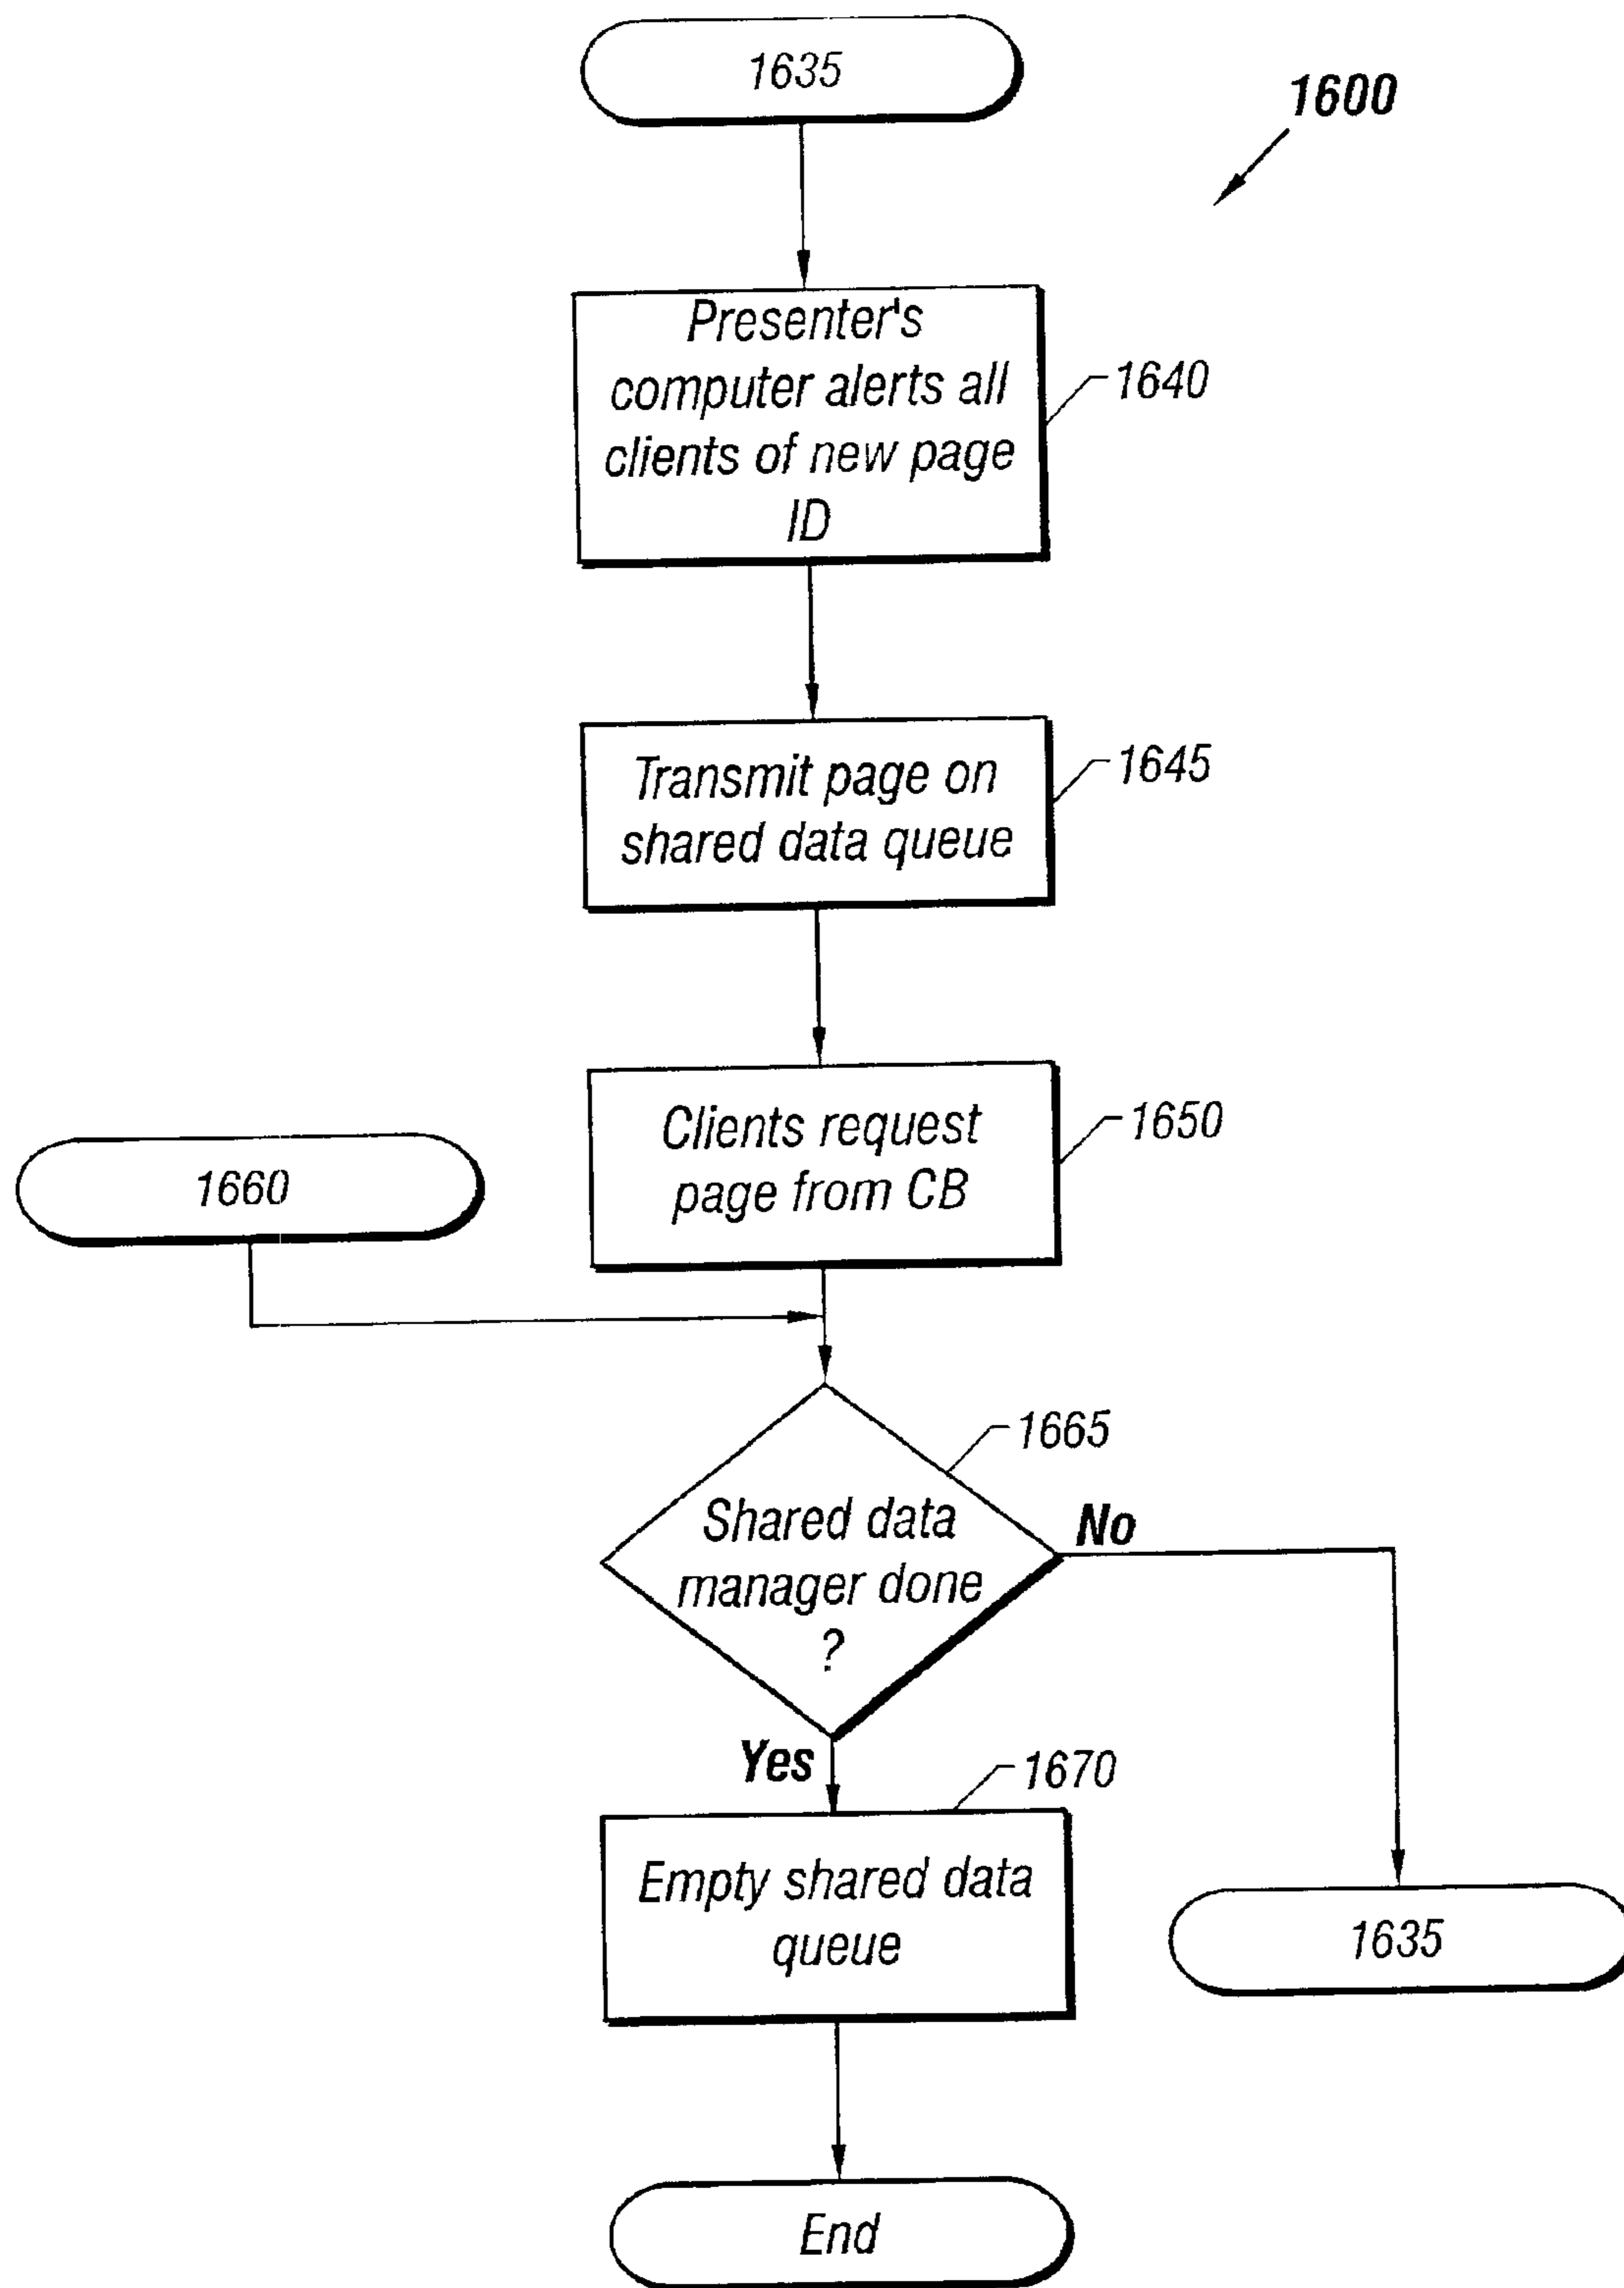 1635
1600
Presenter's
computer alerts all
clients of new page
ID
1640
Transmit page on
shared data queue
1645
Clients request
page from CB
1650
1660
1665
Shared data
manager done
?
No
Yes
1670
Empty shared data
queue
1635
End